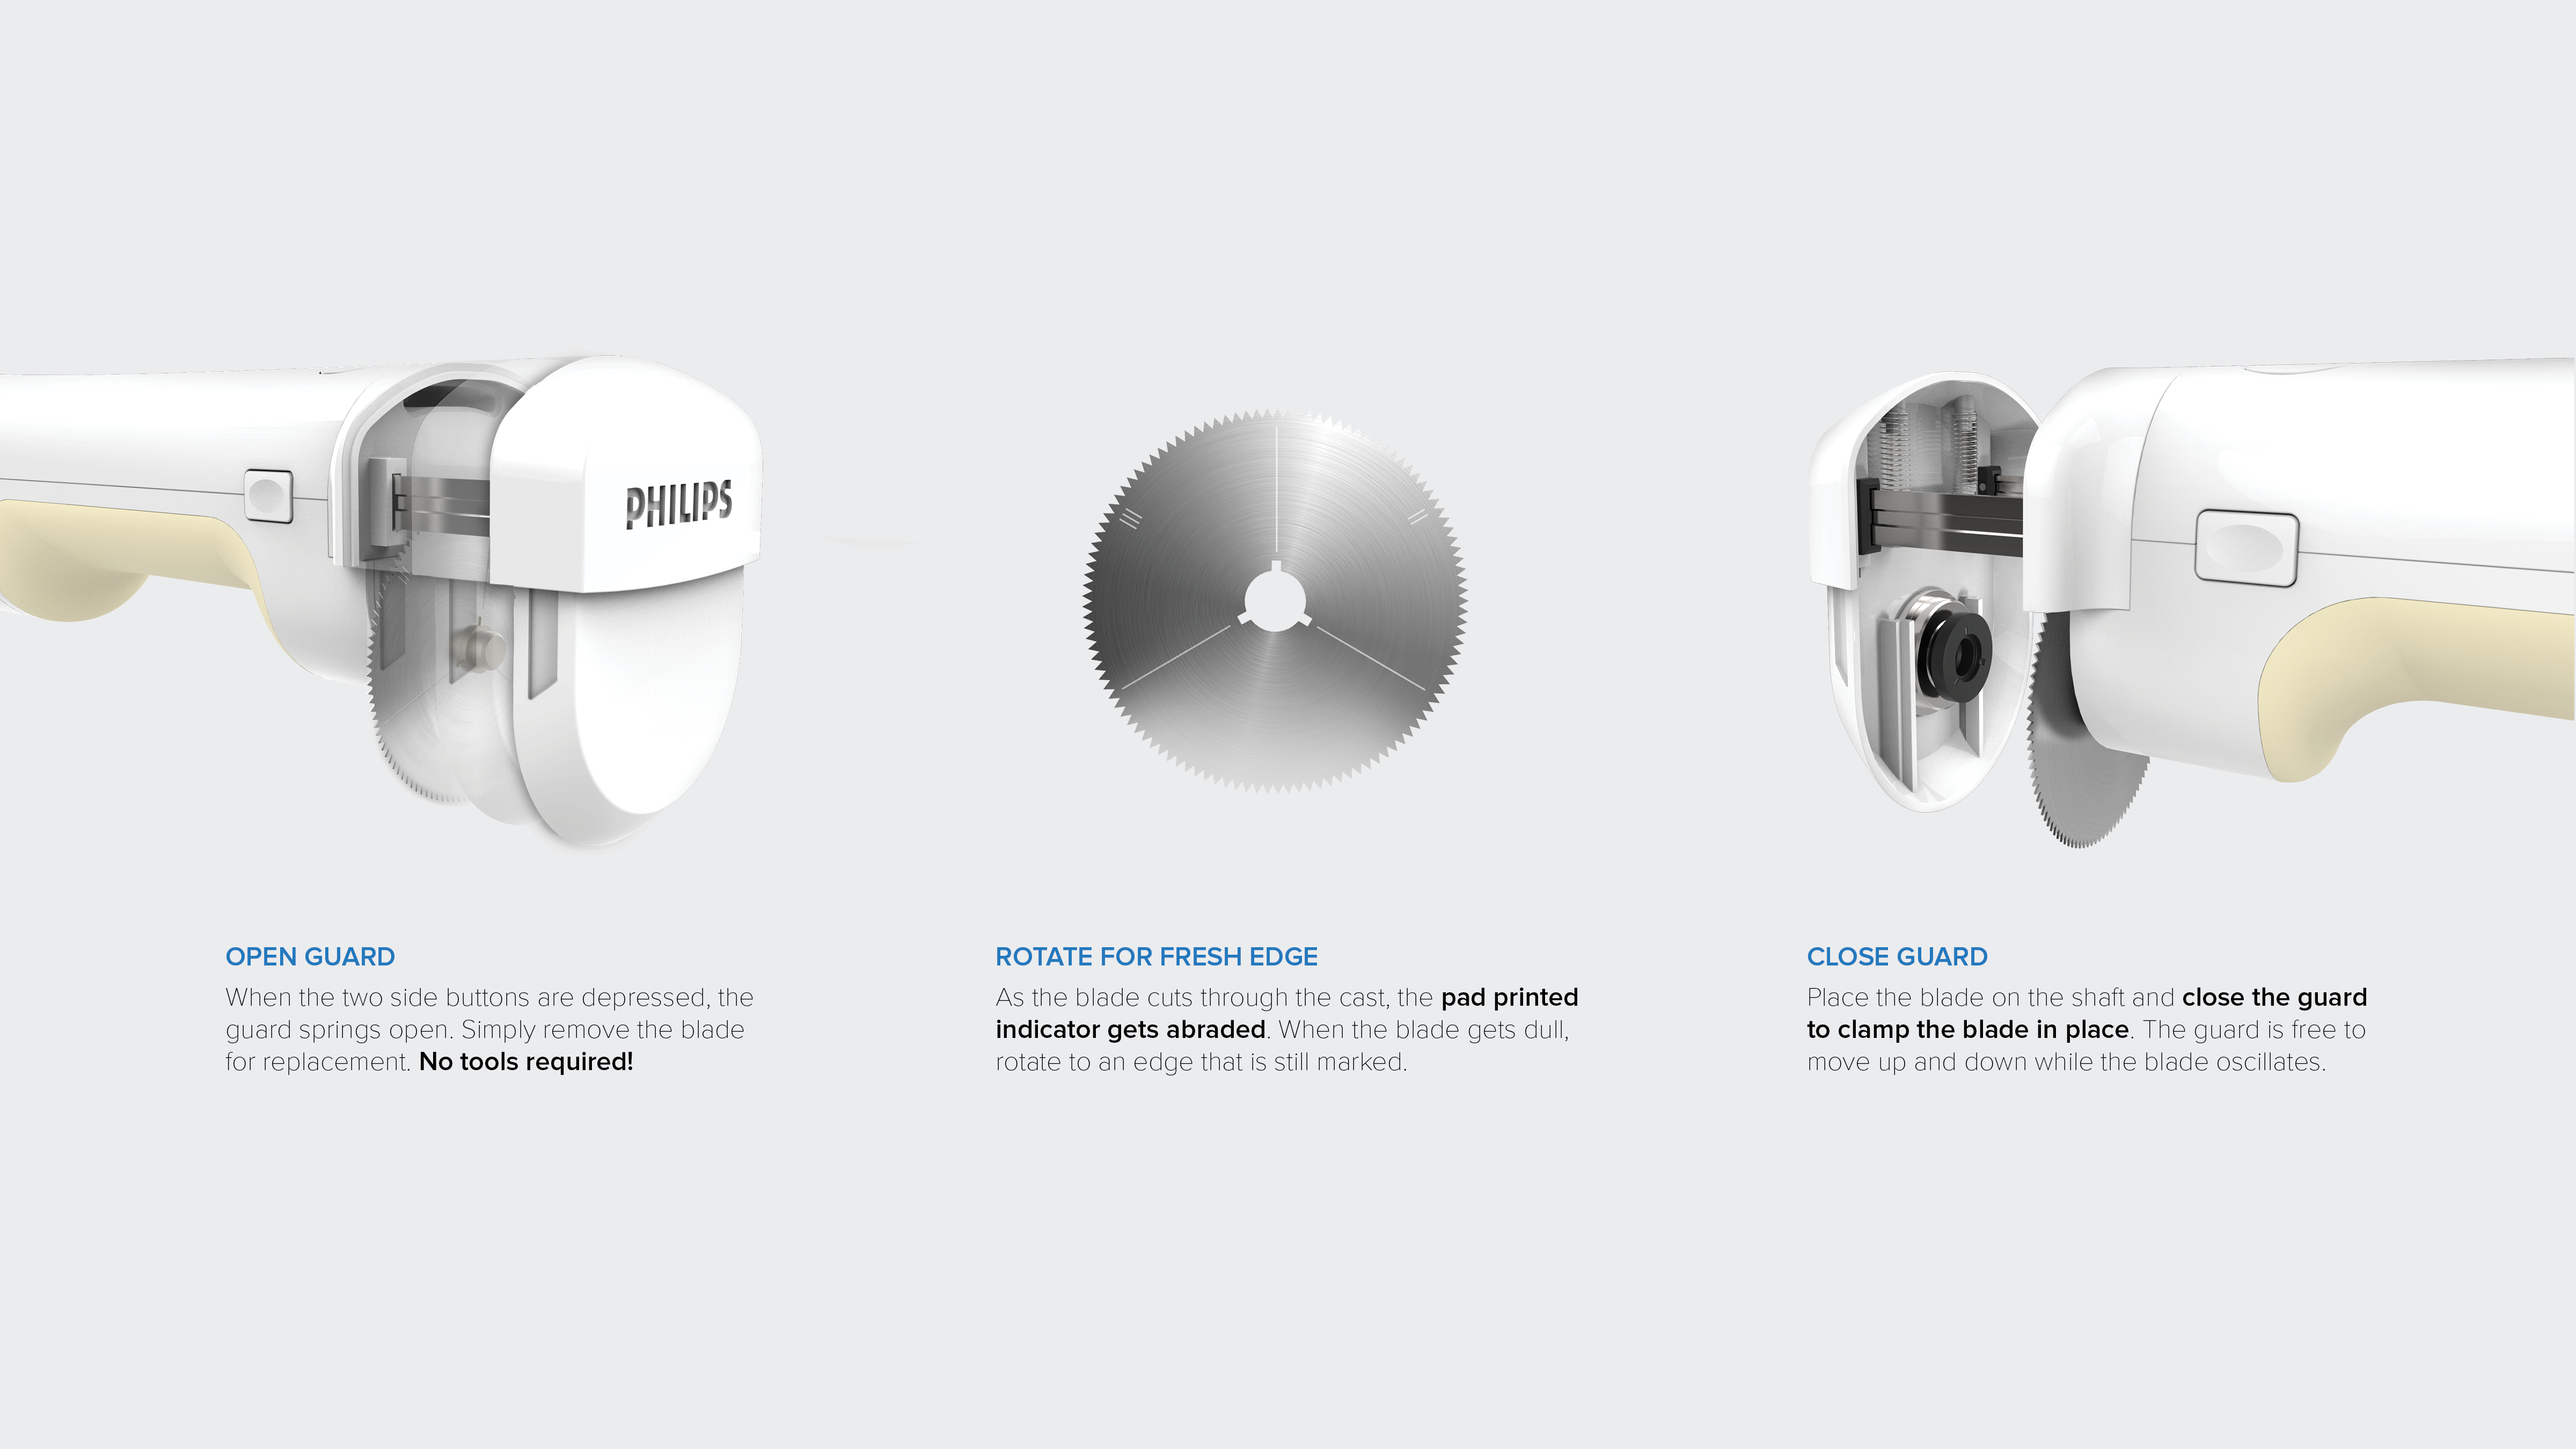 PHILIPS
OPEN GUARD
When the two side buttons are depressed, the
guard springs open. Simply remove the blade
for replacement. No tools required!
ROTATE FOR FRESH EDGE
As the blade cuts through the cast, the pad printed
indicator gets abraded. When the blade gets dull,
rotate to an edge that is still marked.
CLOSE GUARD
Place the blade on the shaft and close the guard
to clamp the blade in place. The guard is free to
move up and down while the blade oscillates.